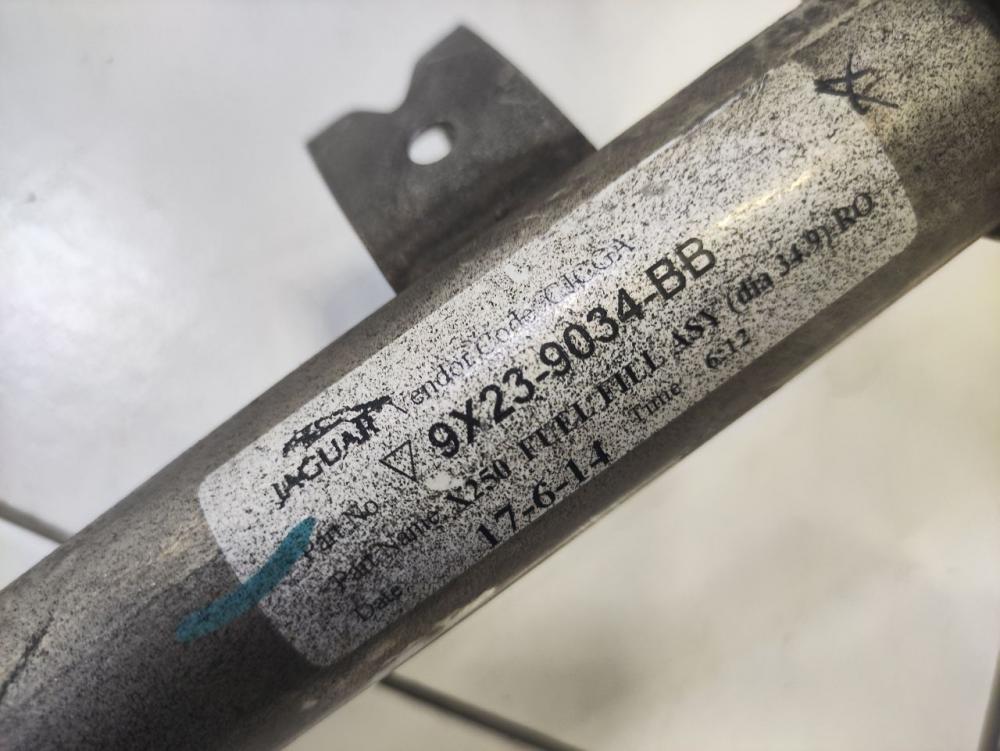 JAGUAR
Vendor Code CJCGA
Part No 9X23-9034-BB
Part Name X250 FUEL FILL ASY (dia 34.9) RO
Date 17-6-14 Time 6:12